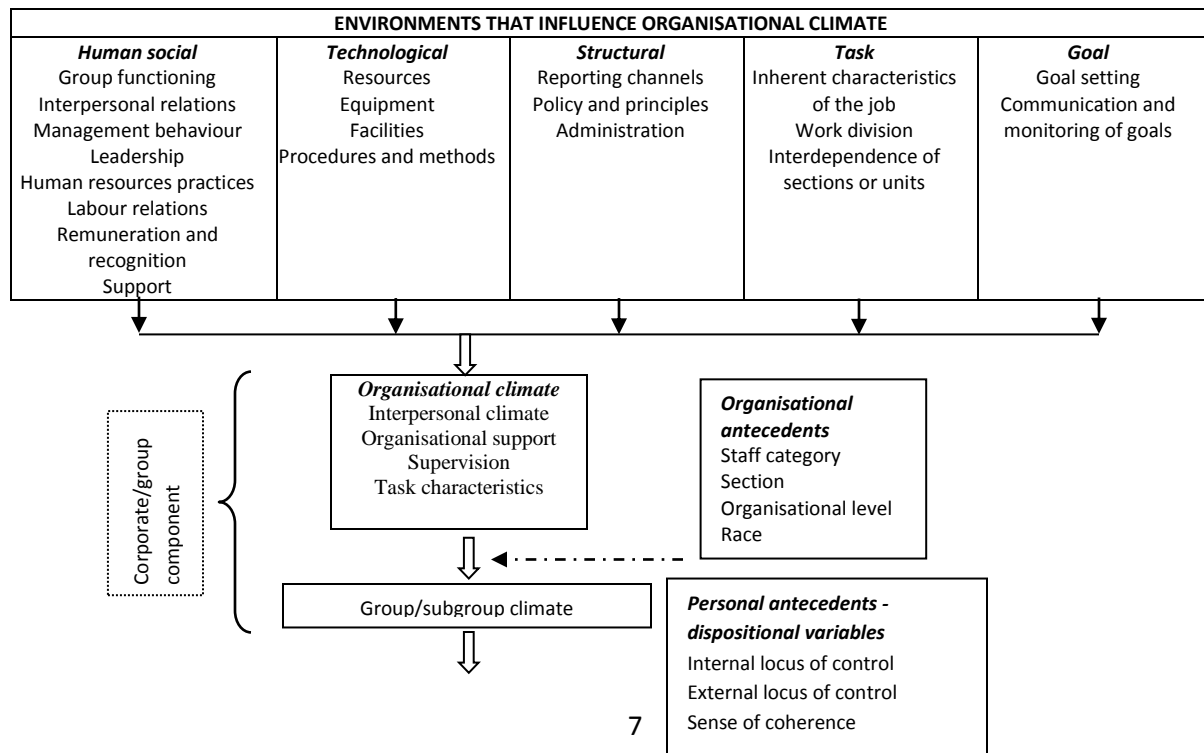 ENVIRONMENTS THAT INFLUENCE ORGANISATIONAL CLIMATE
Human social
Group functioning
Interpersonal relations
Management behaviour
Leadership
Human resources practices
Labour relations
Remuneration and
recognition
Support
Technological
Resources
Equipment
Facilities
Procedures and methods
Structural
Reporting channels
Policy and principles
Administration
Task
Inherent characteristics
of the job
Work division
Interdependence of
sections or units
Goal
Goal setting
Communication and
monitoring of goals
Corporate/group
component
Organisational climate
Interpersonal climate
Organisational support
Supervision
Task characteristics
Organisational
antecedents
Staff category
Section
Organisational level
Race
Group/subgroup climate
Personal antecedents -
dispositional variables
Internal locus of control
External locus of control
Sense of coherence
7